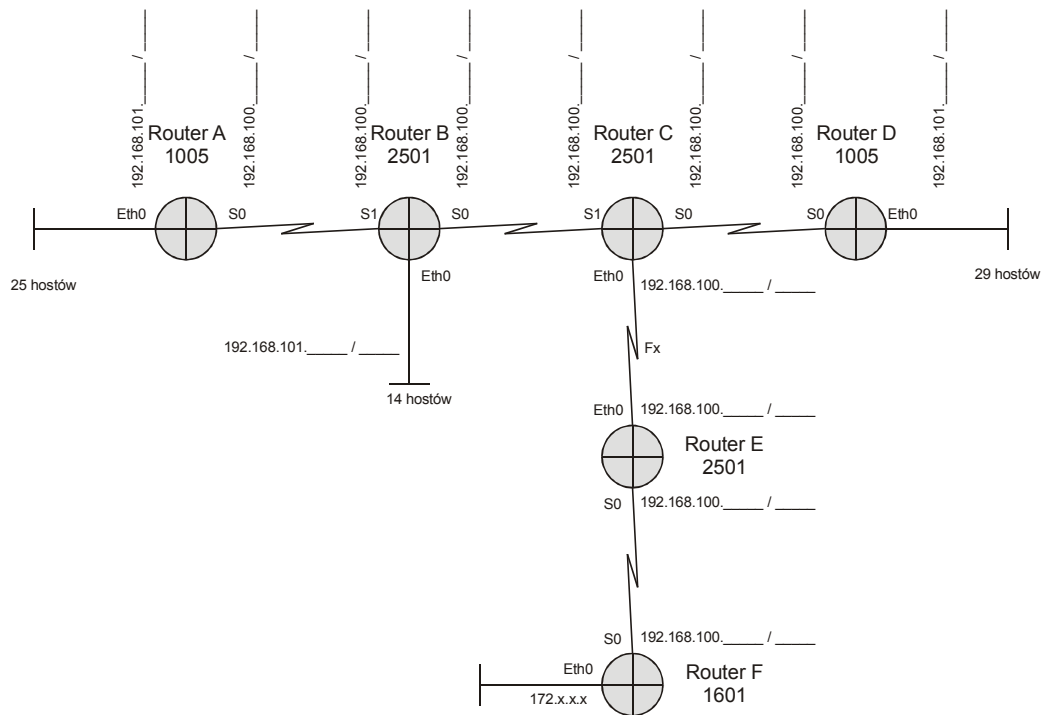 192.168.101.____ / ____
192.168.100.____ / ____
192.168.100.____ / ____
192.168.100.____ / ____
192.168.100.____ / ____
192.168.100.____ / ____
192.168.100.____ / ____
192.168.101.____ / ____
Router A
1005
Router B
2501
Router C
2501
Router D
1005
Eth0
S0
S1
S0
S1
S0
S0
Eth0
25 hostów
Eth0
Eth0
192.168.100._____ / _____
29 hostów
192.168.101._____ / _____
Fx
14 hostów
Eth0
192.168.100._____ / _____
Router E
2501
S0
192.168.100._____ / _____
S0
192.168.100._____ / _____
Eth0
172.x.x.x
Router F
1601